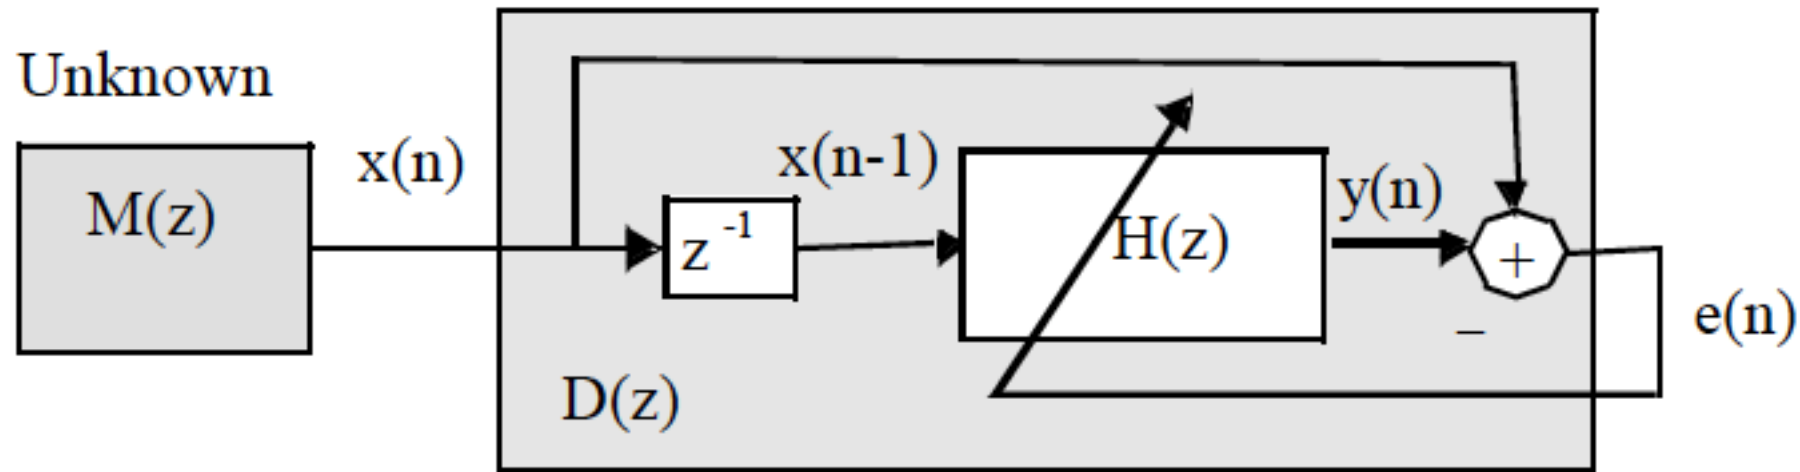 Unknown
M(z)
x(n)
x(n-1)
z -1
H(z)
y(n)
+
−
e(n)
D(z)